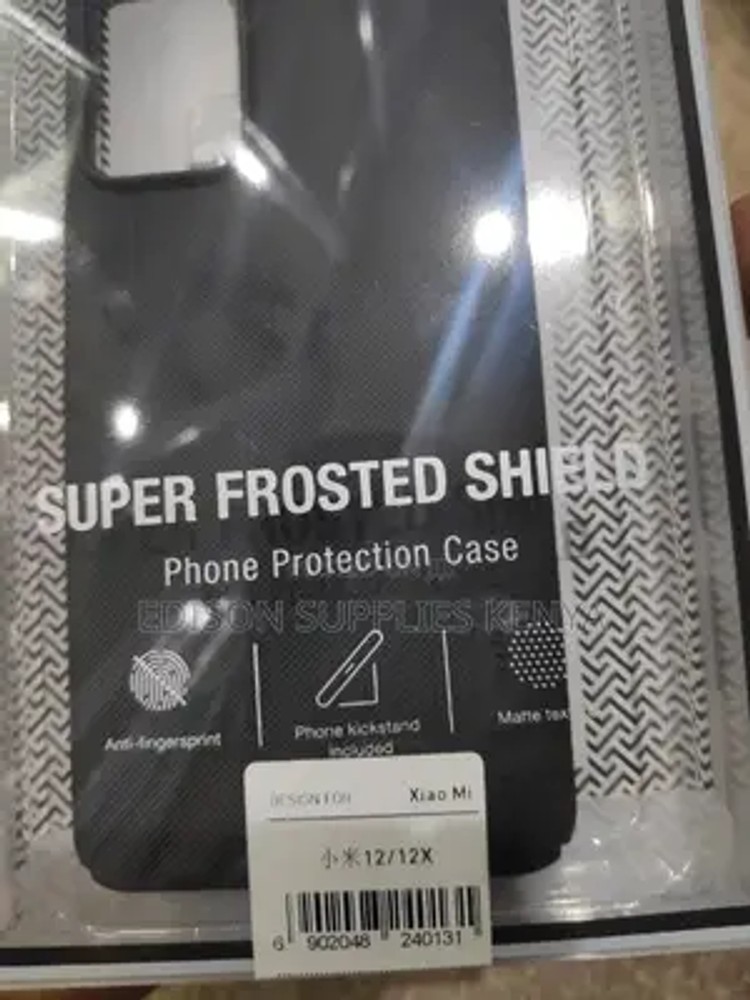 SUPER FROSTED SHIELD
Phone Protection Case
EDISON SUPPLIES KENYA
Anti-fingersprint
Phone kickstand
included
Matte tex
DESIGN FOR
Xiao Mi
小米12/12X
6 902048 240131